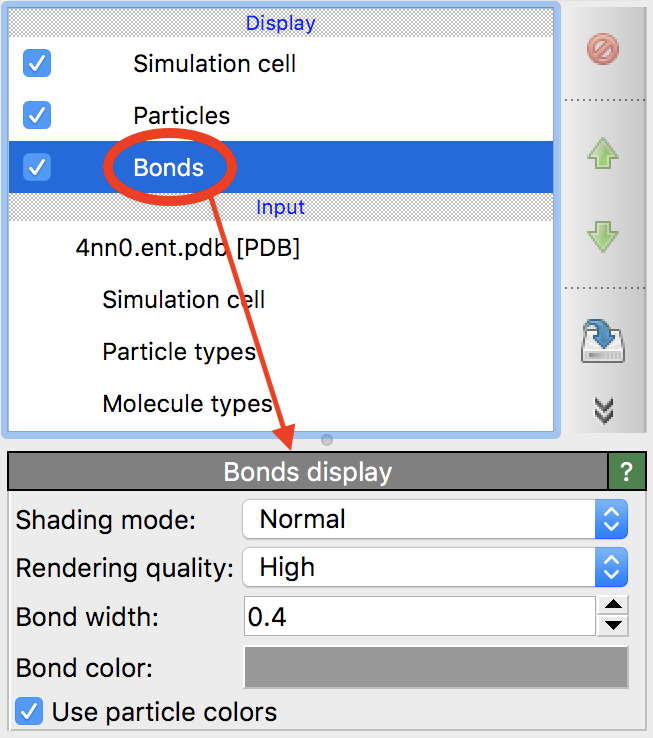 Display
Simulation cell
Particles
Bonds
Input
4nn0.ent.pdb [PDB]
Simulation cell
Particle types
Molecule types
Bonds display ?
Shading mode: Normal
Rendering quality: High
Bond width: 0.4
Bond color:
Use particle colors